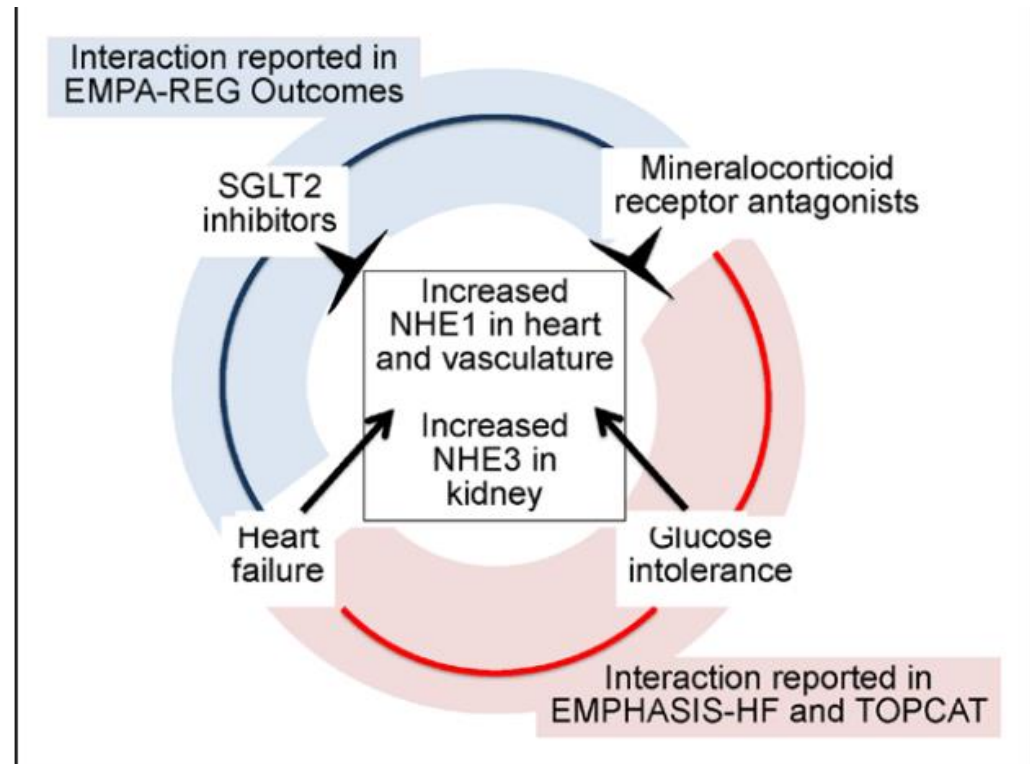 Interaction reported in
EMPA-REG Outcomes
SGLT2
inhibitors
Mineralocorticoid
receptor antagonists
Increased
NHE1 in heart
and vasculature
Increased
NHE3 in
kidney
Heart
failure
Glucose
intolerance
Interaction reported in
EMPHASIS-HF and TOPCAT